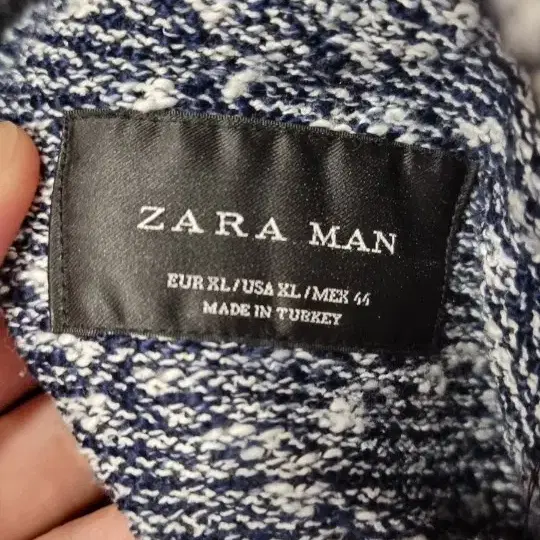 ZARA MAN
EUR XL/USA XL/MEX 44
MADE IN TURKEY